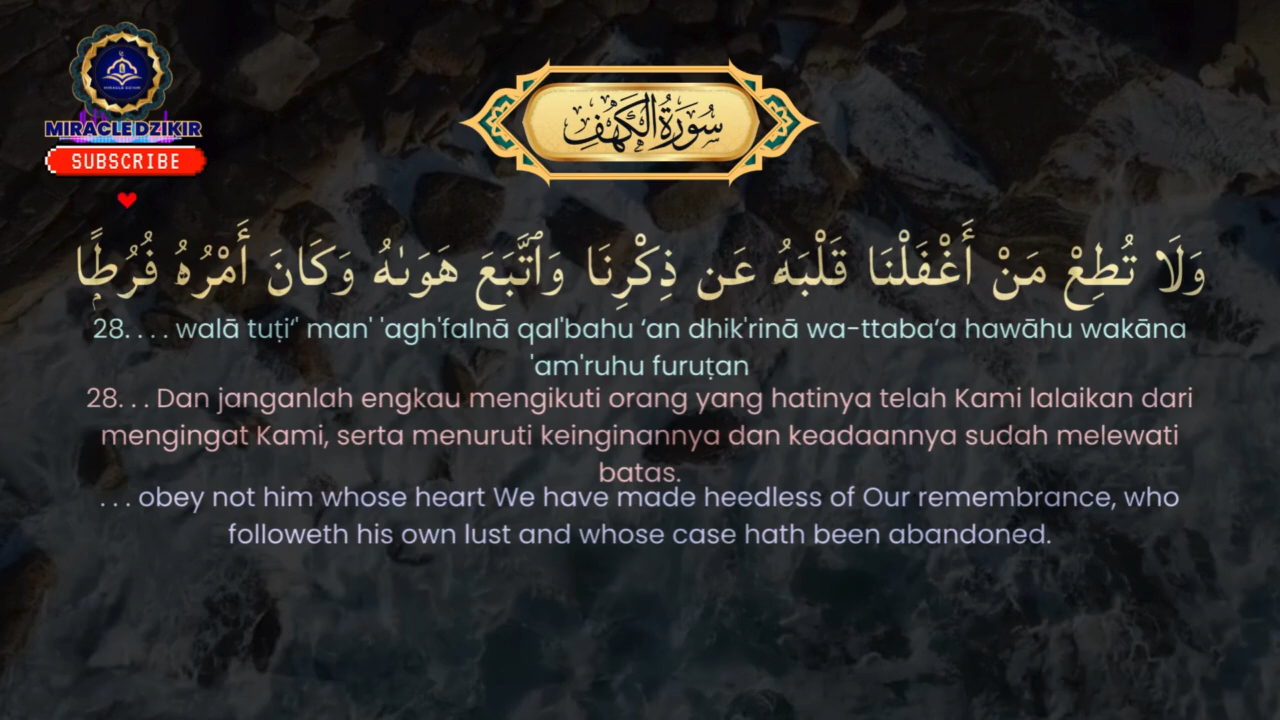 MIRACLE DZIKIR
MIRACLEDZIKIR
SUBSCRIBE
سُورَةُ الْكَهْفِ
وَلَا تُطِعْ مَنْ أَغْفَلْنَا قَلْبَهُۥ عَن ذِكْرِنَا وَٱتَّبَعَ هَوَىٰهُ وَكَانَ أَمْرُهُۥ فُرُطًا
28. . . . walā tuṭi‘' man' 'agh'falnā qal'bahu ‘an dhik'rinā wa-ttaba‘a hawāhu wakāna
'am'ruhu furuṭan
28. . . Dan janganlah engkau mengikuti orang yang hatinya telah Kami lalaikan dari
mengingat Kami, serta menuruti keinginannya dan keadaannya sudah melewati
batas.
. . . obey not him whose heart We have made heedless of Our remembrance, who
followeth his own lust and whose case hath been abandoned.